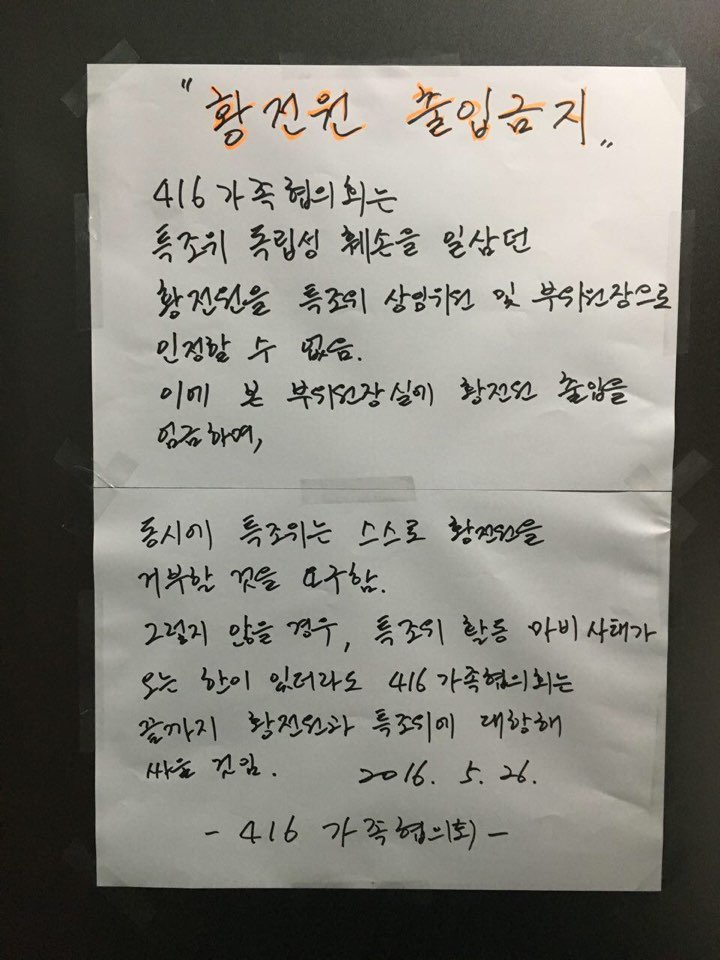 "황전원 출입금지"
416 가족협의회는
특조위 독립성 훼손을 일삼던
황전원을 특조위 상임위원 및 부위원장으로
인정할 수 없음.
이에 본 부위원장실에 황전원 출입을
엄금하며,
동시에 특조위는 스스로 황전원을
거부할 것을 요구함.
그렇지 않을 경우, 특조위 활동 마비사태가
오는 한이 있더라도 416 가족협의회는
끝까지 황전원과 특조위에 대항해
싸울 것임. 2016. 5. 26.
- 416 가족협의회 -